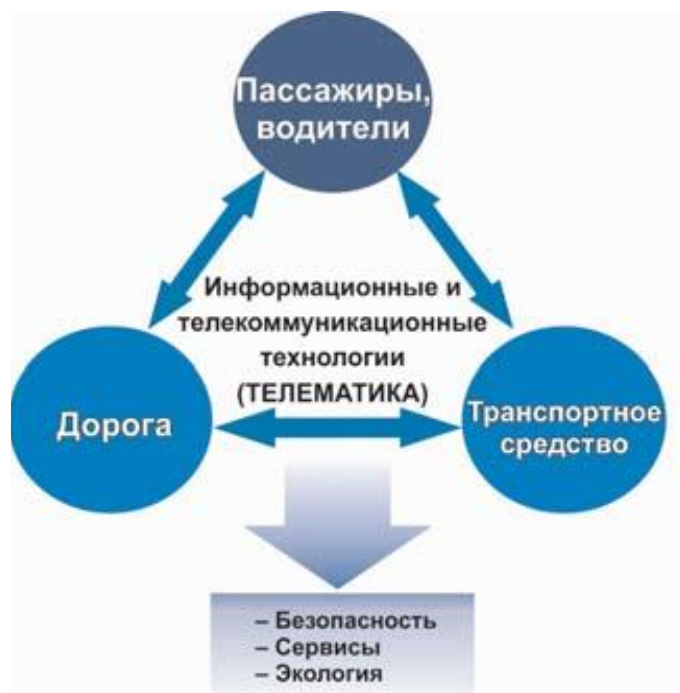 Пассажиры,
водители
Информационные и
телекоммуникационные
технологии
(ТЕЛЕМАТИКА)
Дорога
Транспортное
средство
– Безопасность
– Сервисы
– Экология